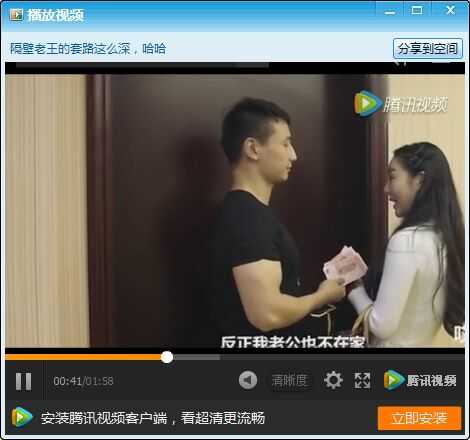 播放视频
隔壁老王的套路这么深，哈哈
分享到空间
腾讯视频
反正我老公也不在家
00:41/01:58
清晰度
腾讯视频
安装腾讯视频客户端，看超清更流畅
立即安装